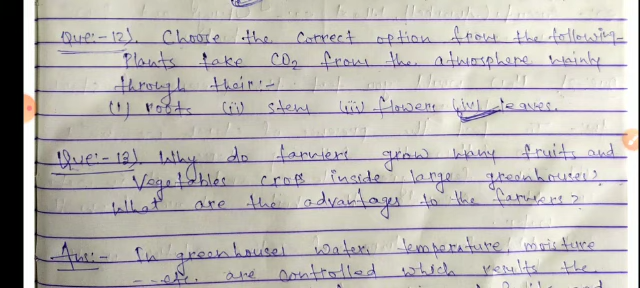 Que:-12). Choose the correct option from the following-
Plants take CO2 from the atmosphere mainly
through their:-
(i) roots (ii) stem (iii) flowers (iv) leaves.
Que:-13). Why do farmers grow many fruits and
Vegetables crops inside large greenhouses?
What are the advantages to the farmers?
Ans:- In greenhouses water, temperature, moisture
---etc. are controlled which results the